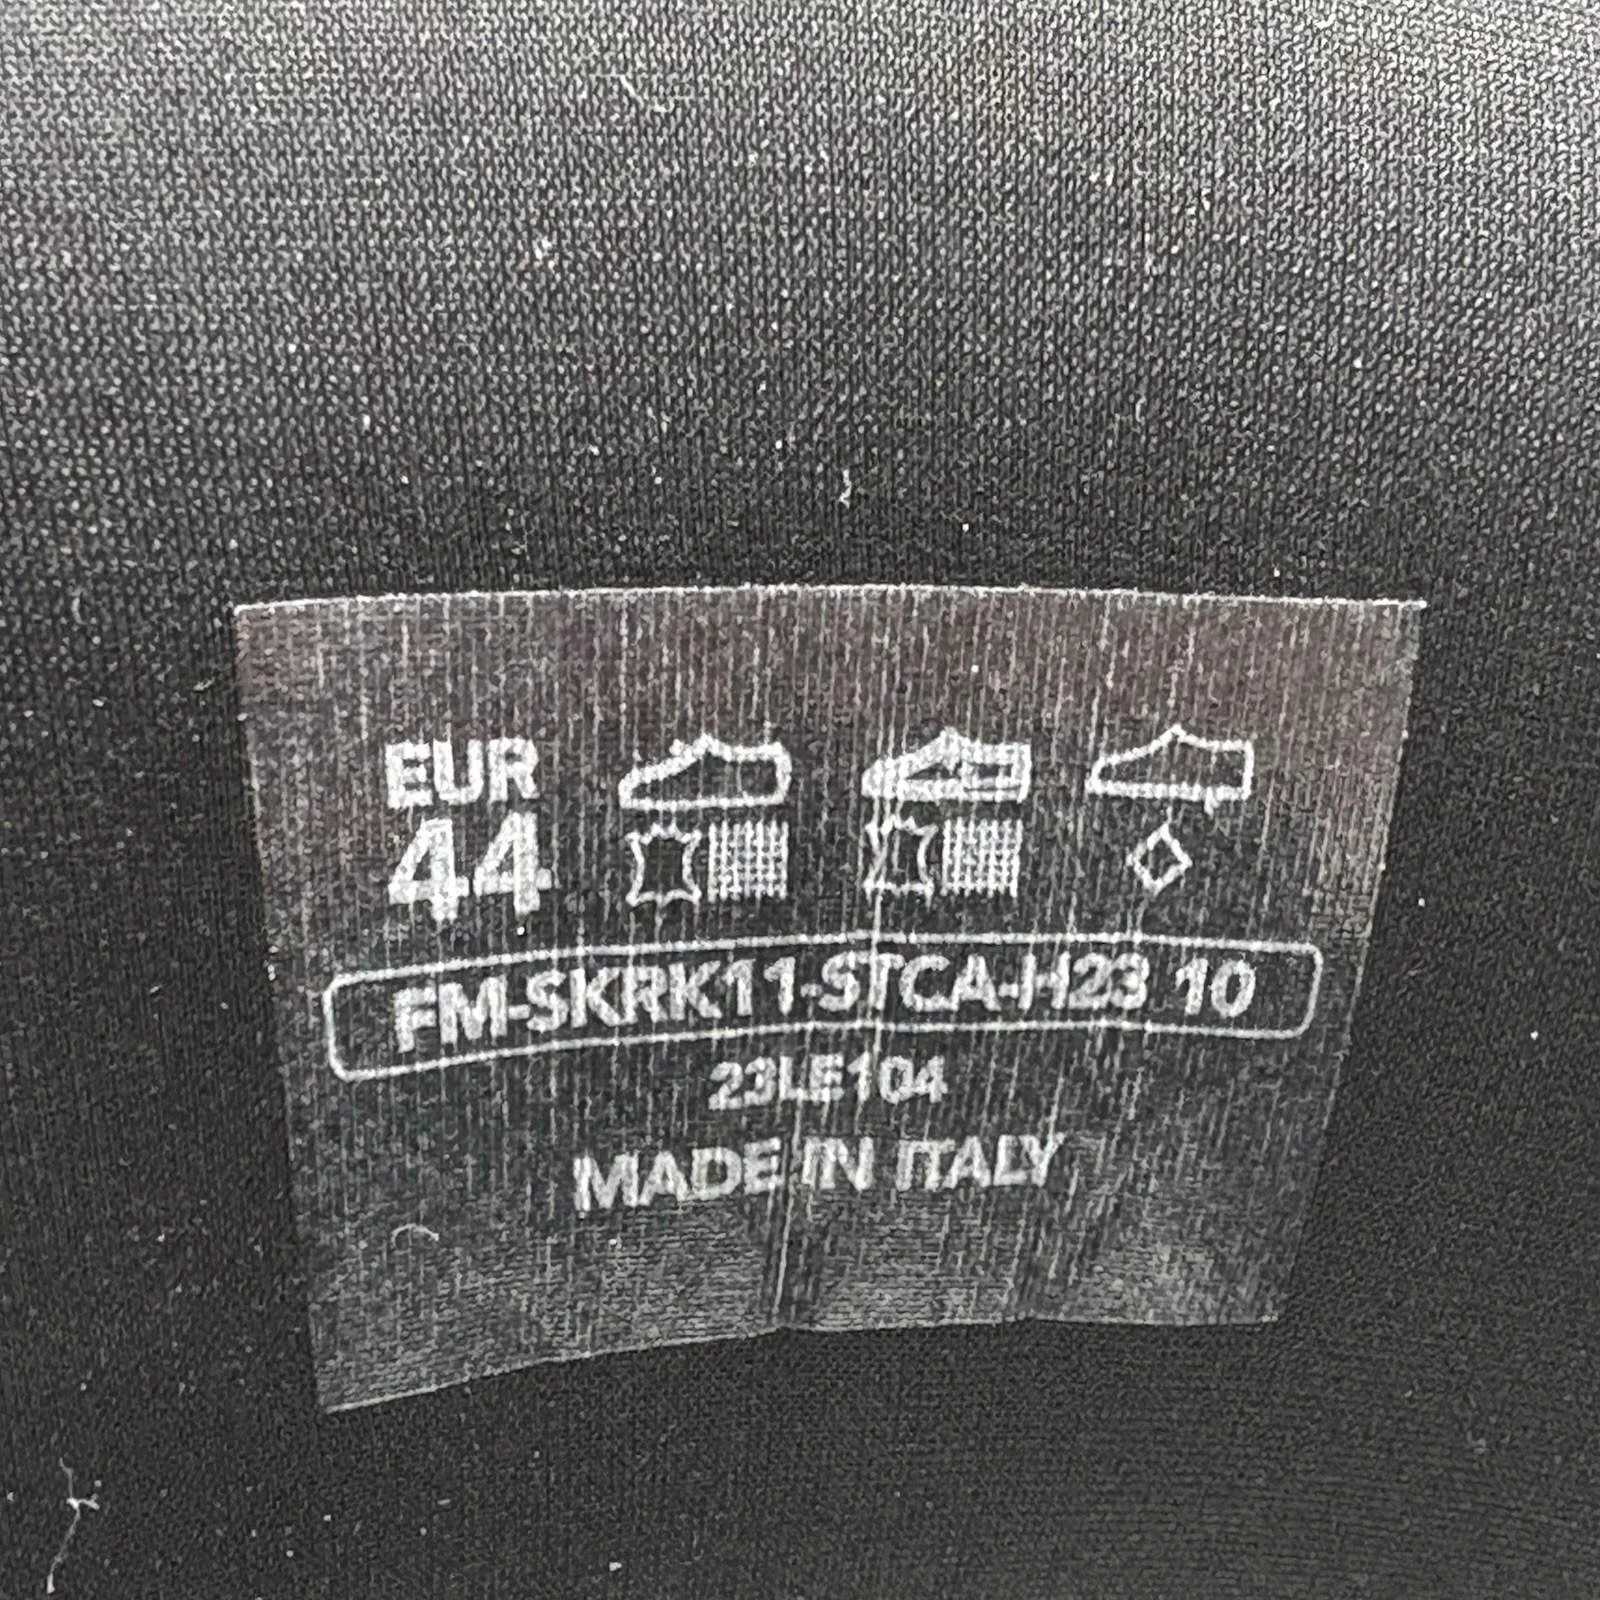 EUR
44
FM-SKRK11-STCA-H23 10
23LE104
MADE IN ITALY